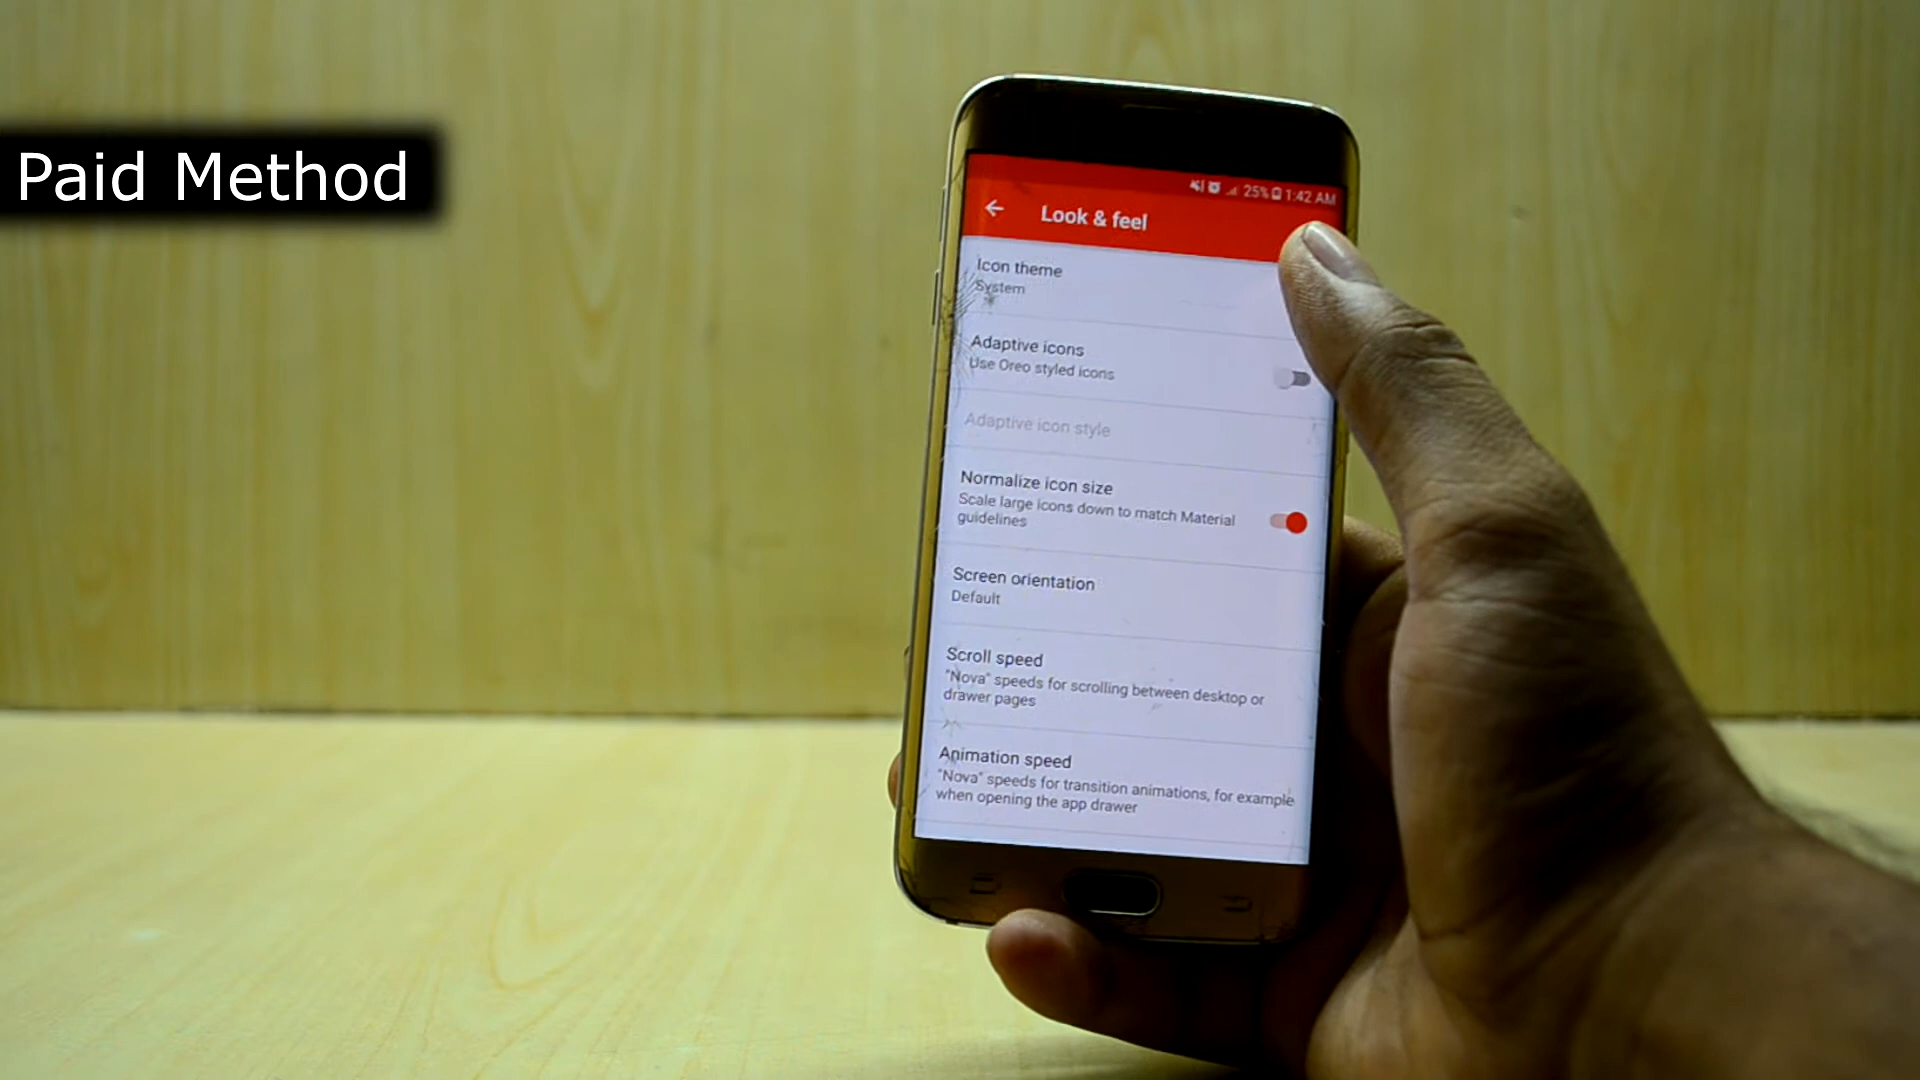 Paid Method
25% 1:42 AM
Look & feel
Icon theme
System
Adaptive icons
Use Oreo styled icons
Adaptive icon style
Normalize icon size
Scale large icons down to match Material
guidelines
Screen orientation
Default
Scroll speed
"Nova" speeds for scrolling between desktop or
drawer pages
Animation speed
"Nova" speeds for transition animations, for example
when opening the app drawer